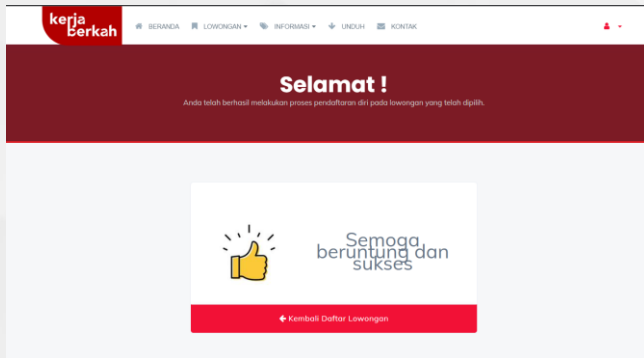 kerja
berkah
BERANDA LOWONGAN INFORMASI UNDUH KONTAK
Selamat !
Anda telah berhasil melakukan proses pendaftaran diri pada lowongan yang telah dipilih.
Semoga
beruntung dan
sukses
Kembali Daftar Lowongan